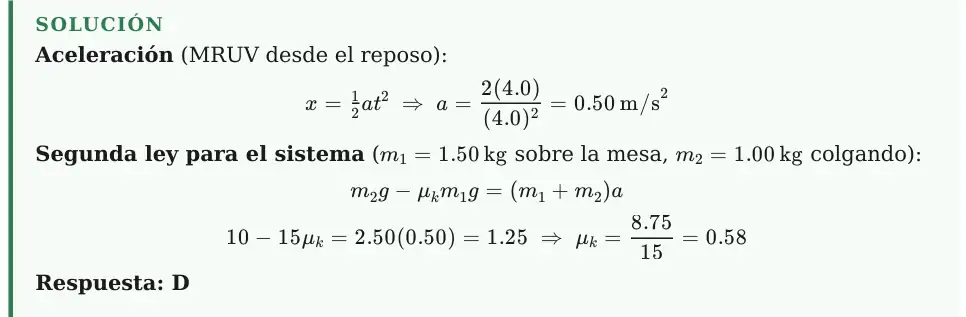 SOLUCIÓN
Aceleración (MRUV desde el reposo):
x = ½at² ⇒ a = 2(4.0)/(4.0)² = 0.50 m/s²
Segunda ley para el sistema (m₁ = 1.50 kg sobre la mesa, m₂ = 1.00 kg colgando):
m₂g − μₖm₁g = (m₁ + m₂)a
10 − 15μₖ = 2.50(0.50) = 1.25 ⇒ μₖ = 8.75/15 = 0.58
Respuesta: D